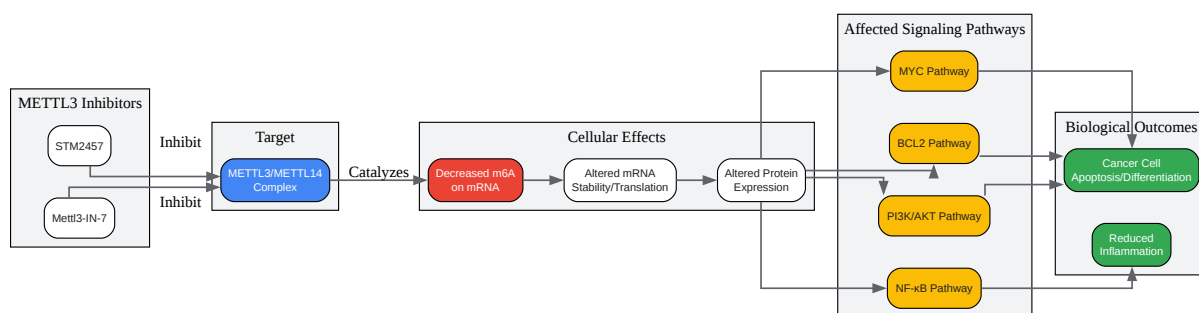 METTL3 Inhibitors
STM2457
Mettl3-IN-7
Inhibit
Inhibit
Target
METTL3/METTL14
Complex
Catalyzes
Cellular Effects
Decreased m6A
on mRNA
Altered mRNA
Stability/Translation
Altered Protein
Expression
Affected Signaling Pathways
MYC Pathway
BCL2 Pathway
PI3K/AKT Pathway
NF-κB Pathway
Biological Outcomes
Cancer Cell
Apoptosis/Differentiation
Reduced
Inflammation